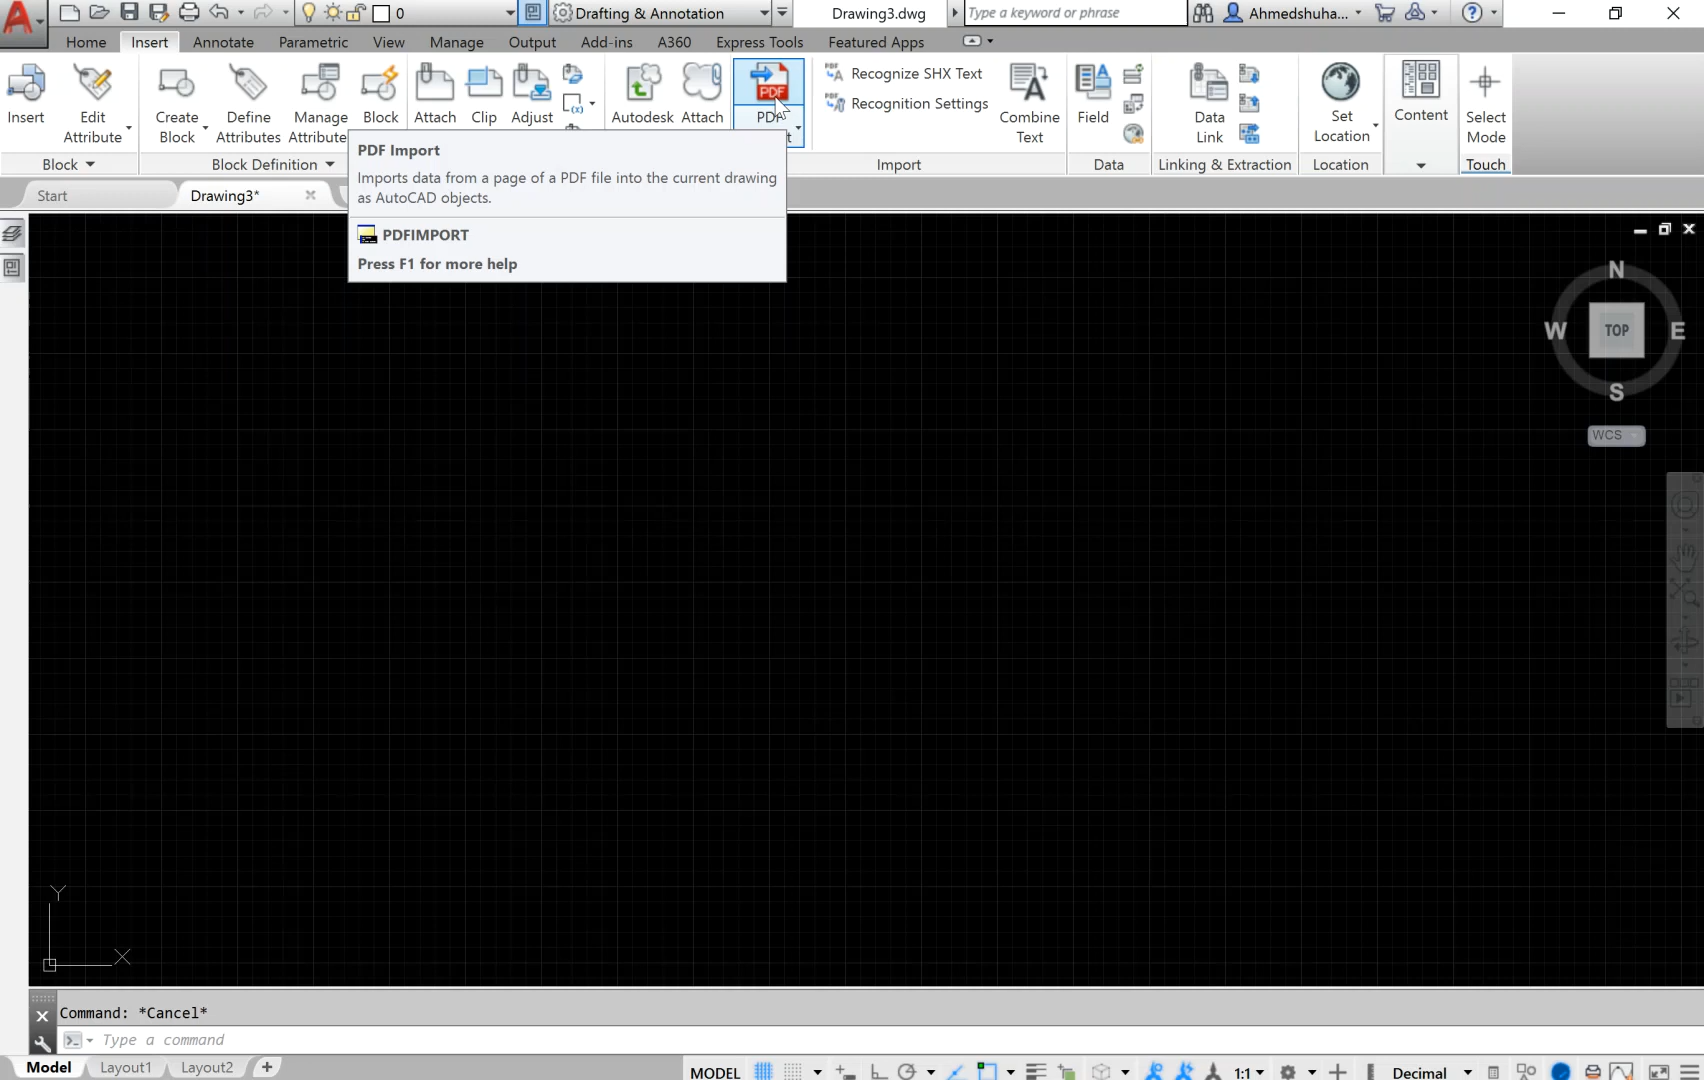 0 Drafting & Annotation Drawing3.dwg Type a keyword or phrase Ahmedshuha...
Home Insert Annotate Parametric View Manage Output Add-ins A360 Express Tools Featured Apps
Insert Edit Attribute Create Block Define Attributes Manage Attribute Block Attach Clip Adjust Autodesk Attach PDF Recognize SHX Text Recognition Settings Combine Text Field Data Link Set Location Content Select Mode
Block Block Definition Import Data Linking & Extraction Location Touch
Start Drawing3*
PDF Import
Imports data from a page of a PDF file into the current drawing
as AutoCAD objects.
PDFIMPORT
Press F1 for more help
N
W TOP E
S
WCS
Y
X
Command: *Cancel*
Type a command
Model Layout1 Layout2 + MODEL 1:1 Decimal